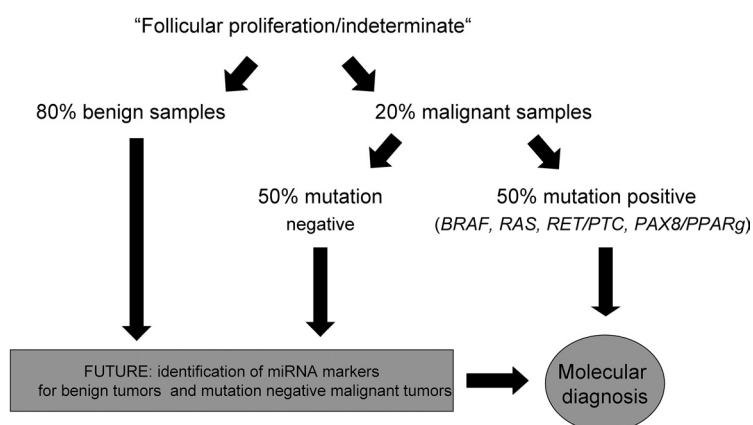 “Follicular proliferation/indeterminate“
80% benign samples
20% malignant samples
50% mutation
negative
50% mutation positive
(BRAF, RAS, RET/PTC, PAX8/PPARg)
FUTURE: identification of miRNA markers
for benign tumors and mutation negative malignant tumors
Molecular
diagnosis